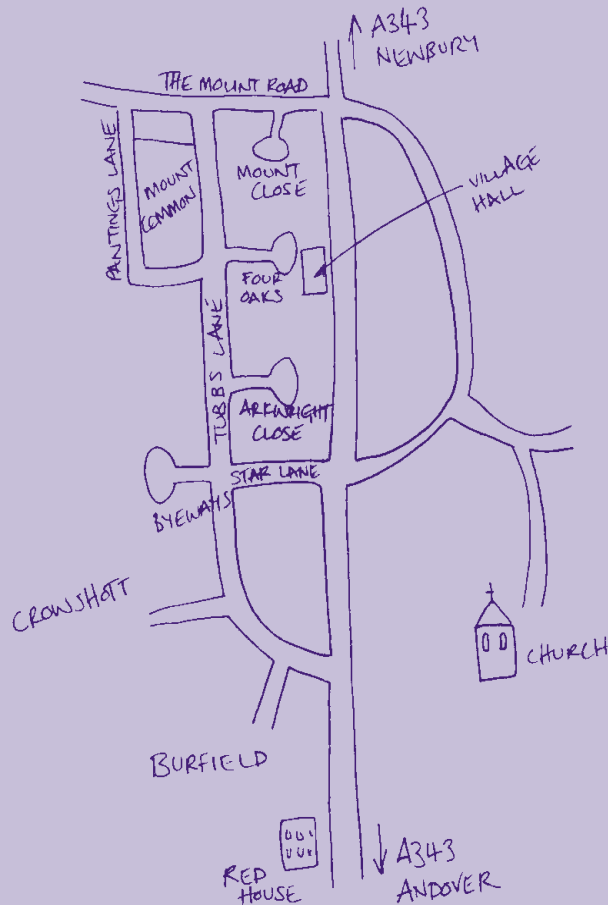 A343
NEWBURY
THE MOUNT ROAD
PANTINGS LANE
MOUNT
COMMON
MOUNT
CLOSE
VILLAGE
HALL
FOUR
OAKS
TUBBS LANE
ARKWRIGHT
CLOSE
STAR LANE
BYEWAYS
CROWSHOTT
CHURCH
BURFIELD
RED
HOUSE
A343
ANDOVER